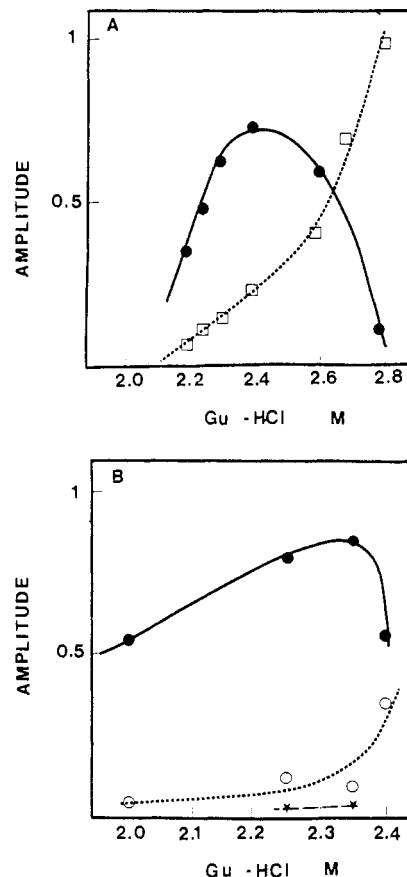 A
1
0.5
AMPLITUDE
2.0 2.2 2.4 2.6 2.8
Gu -HCl M
B
1
0.5
AMPLITUDE
2.0 2.1 2.2 2.3 2.4
Gu -HCl M